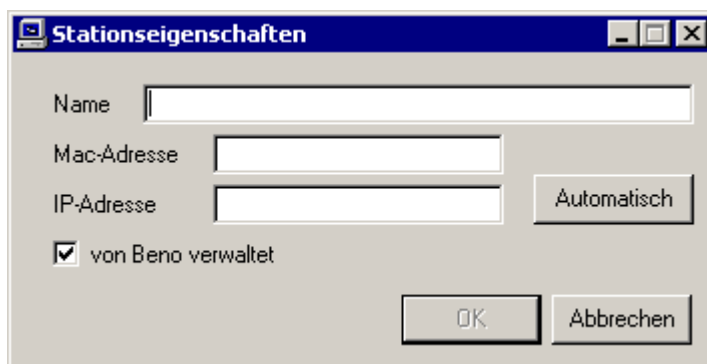 Stationseigenschaften
Name
Mac-Adresse
IP-Adresse
Automatisch
von Beno verwaltet
OK
Abbrechen